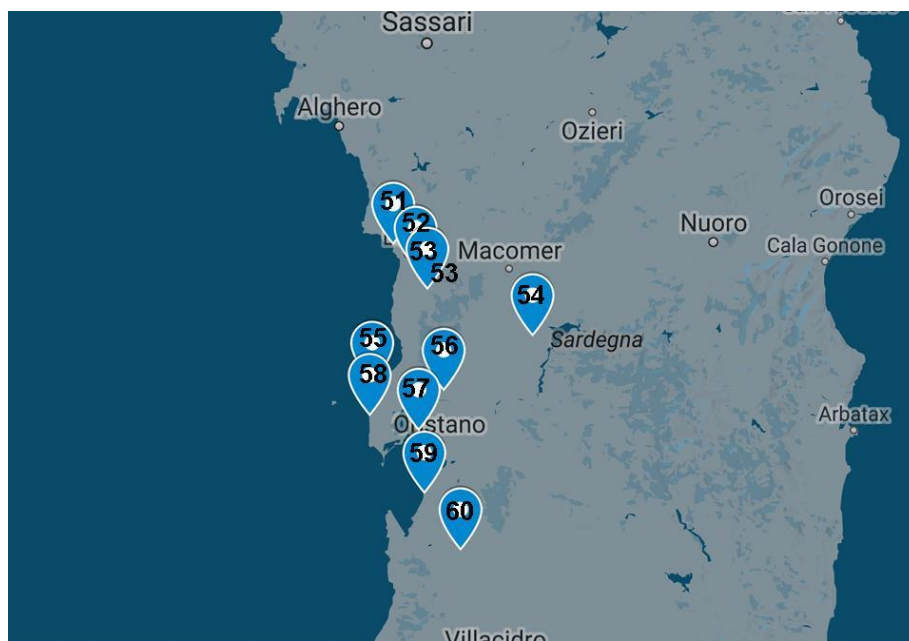 Sassari
Alghero
Ozieri
51
Orosei
52
Nuoro
53
Macomer
Cala Gonone
53
54
55
Sardegna
56
58
57
Arbatax
59
60
Villacidro